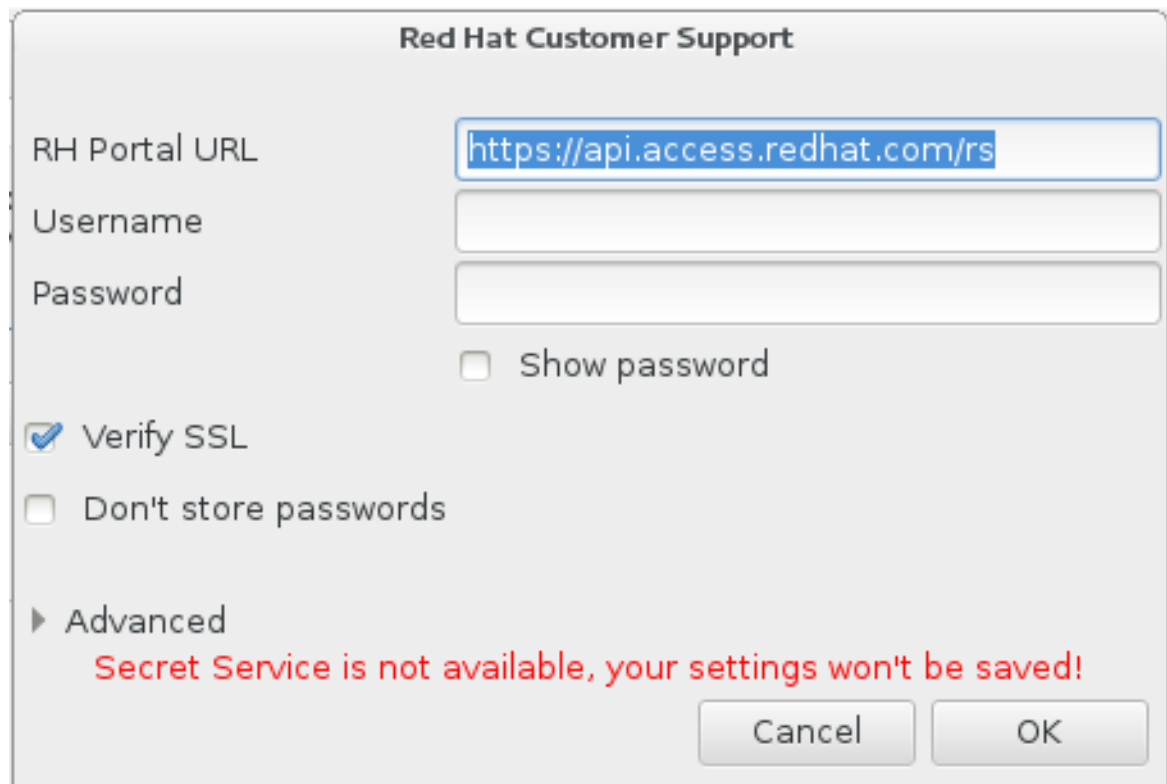 Red Hat Customer Support
RH Portal URL https://api.access.redhat.com/rs
Username
Password
Show password
Verify SSL
Don't store passwords
Advanced
Secret Service is not available, your settings won't be saved!
Cancel OK